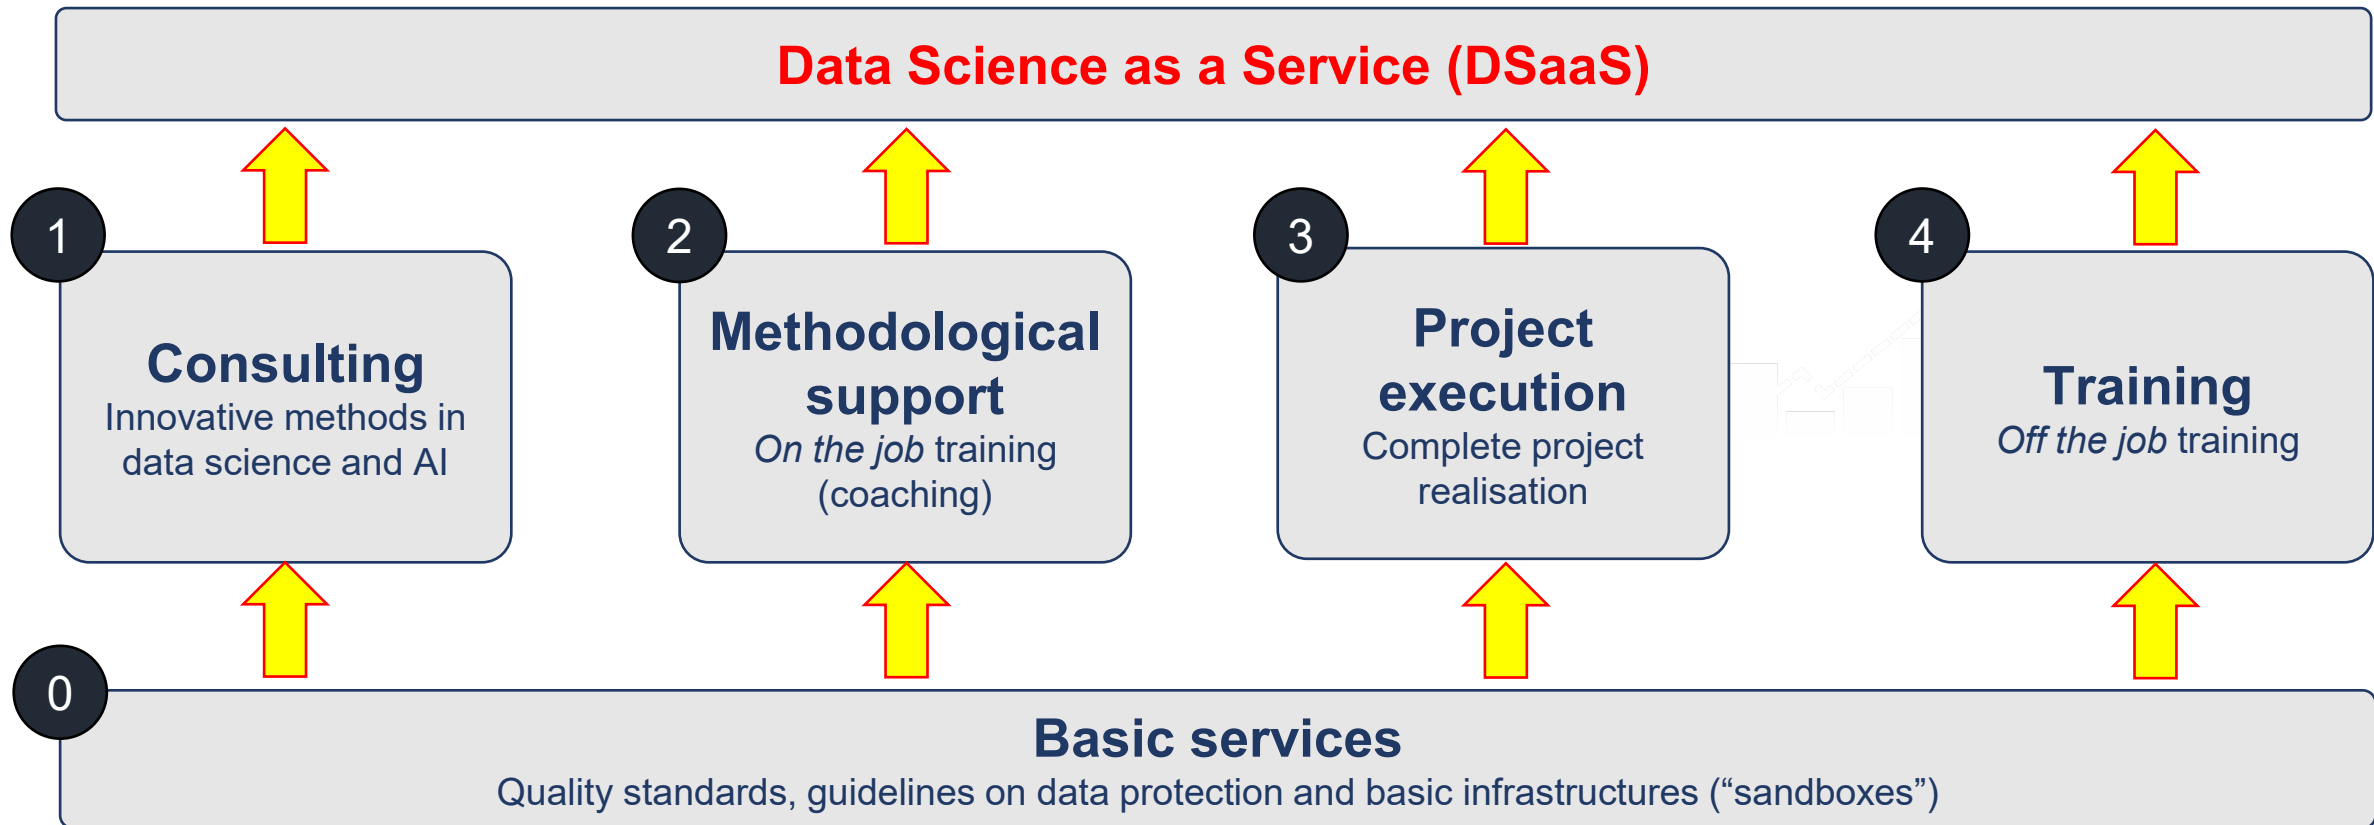 Data Science as a Service (DSaaS)
1
Consulting
Innovative methods in
data science and AI
2
Methodological
support
On the job training
(coaching)
3
Project
execution
Complete project
realisation
4
Training
Off the job training
0
Basic services
Quality standards, guidelines on data protection and basic infrastructures (“sandboxes”)